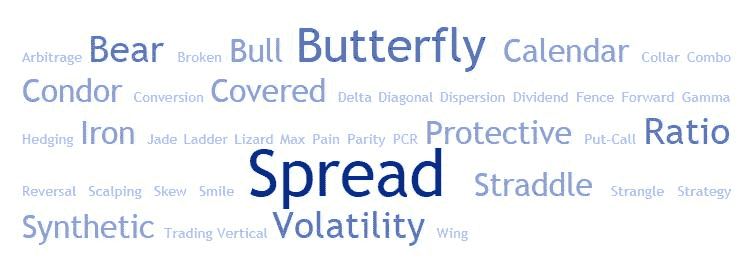 Arbitrage Bear Broken Bull Butterfly Calendar Collar Combo
Condor Conversion Covered Delta Diagonal Dispersion Dividend Fence Forward Gamma
Hedging Iron Jade Ladder Lizard Max Pain Parity PCR Protective Put-Call Ratio
Reversal Scalping Skew Smile Spread Straddle Strangle Strategy
Synthetic Trading Vertical Volatility Wing